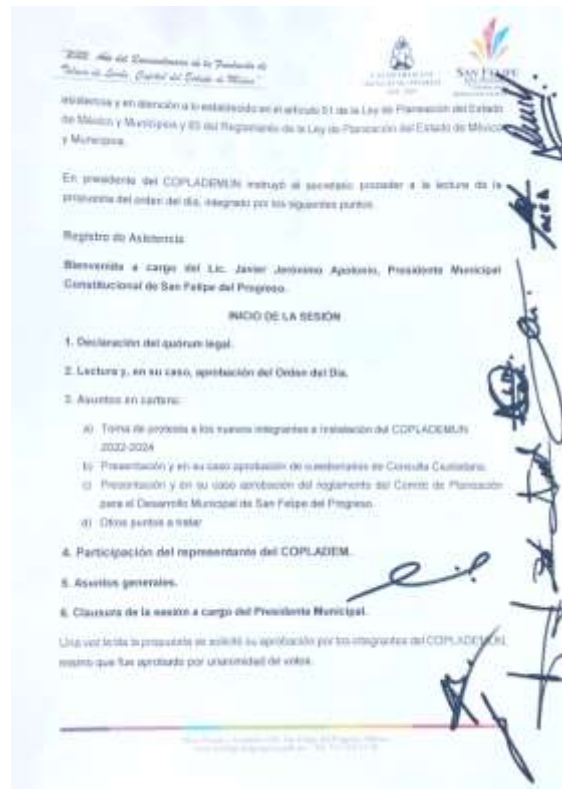 "2022. Año del Bicentenario de la Fundación de
Toluca de Lerdo, Capital del Estado de México".
SAN FELIPE
asistencia y en atención a lo establecido en el artículo 51 de la Ley de Planeación del Estado
de México y Municipios y 85 del Reglamento de la Ley de Planeación del Estado de México
y Municipios.
En presidente del COPLADEMUN instruyó al secretario proceder a la lectura de la
propuesta del orden del día, integrado por los siguientes puntos
Registro de Asistencia
Bienvenida a cargo del Lic. Javier Jerónimo Apolonio, Presidente Municipal
Constitucional de San Felipe del Progreso.
INICIO DE LA SESIÓN
1. Declaración del quórum legal.
2. Lectura y, en su caso, aprobación del Orden del Día.
3. Asuntos en cartera:
a) Toma de protesta a los nuevos integrantes e Instalación del COPLADEMUN
2022-2024
b) Presentación y en su caso aprobación de cuestionarios de Consulta Ciudadana.
c) Presentación y en su caso aprobación del reglamento del Comité de Planeación
para el Desarrollo Municipal de San Felipe del Progreso.
d) Otros puntos a tratar
4. Participación del representante del COPLADEM.
5. Asuntos generales.
6. Clausura de la sesión a cargo del Presidente Municipal.
Una vez leída la propuesta se solicitó su aprobación por los integrantes del COPLADEMUN,
mismo que fue aprobado por unanimidad de votos.